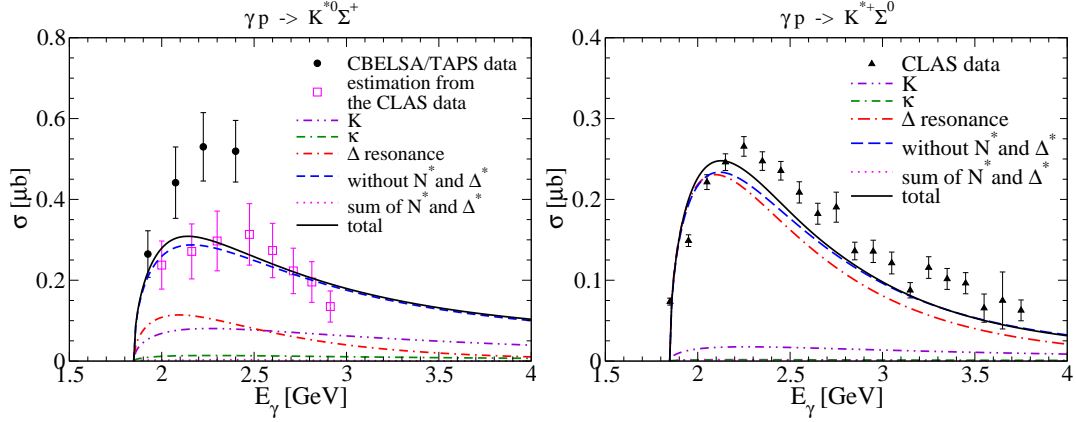 γ p -> K*0Σ+
0.8
0.6
0.4
0.2
0
σ [μb]
CBELSA/TAPS data
estimation from
the CLAS data
K
κ
Δ resonance
without N* and Δ*
sum of N* and Δ*
total
1.5 2 2.5 3 3.5 4
Eγ [GeV]
γ p -> K*+Σ0
0.4
0.3
0.2
0.1
0
σ [μb]
CLAS data
K
κ
Δ resonance
without N* and Δ*
sum of N* and Δ*
total
1.5 2 2.5 3 3.5 4
Eγ [GeV]